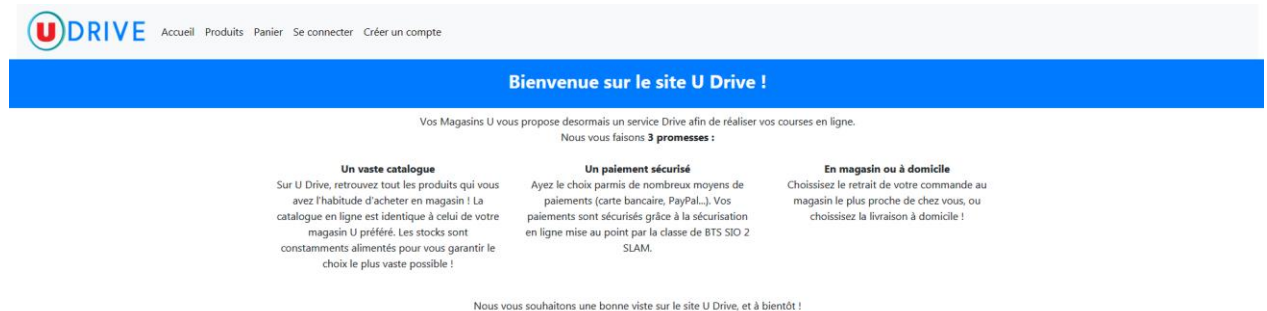 U DRIVE Accueil Produits Panier Se connecter Créer un compte
Bienvenue sur le site U Drive !
Vos Magasins U vous propose desormais un service Drive afin de réaliser vos courses en ligne.
Nous vous faisons 3 promesses :
Un vaste catalogue
Sur U Drive, retrouvez tout les produits qui vous
avez l'habitude d'acheter en magasin ! La
catalogue en ligne est identique à celui de votre
magasin U préféré. Les stocks sont
constamments alimentés pour vous garantir le
choix le plus vaste possible !
Un paiement sécurisé
Ayez le choix parmis de nombreux moyens de
paiements (carte bancaire, PayPal...). Vos
paiements sont sécurisés grâce à la sécurisation
en ligne mise au point par la classe de BTS SIO 2
SLAM.
En magasin ou à domicile
Choissisez le retrait de votre commande au
magasin le plus proche de chez vous, ou
choissisez la livraison à domicile !
Nous vous souhaitons une bonne viste sur le site U Drive, et à bientôt !